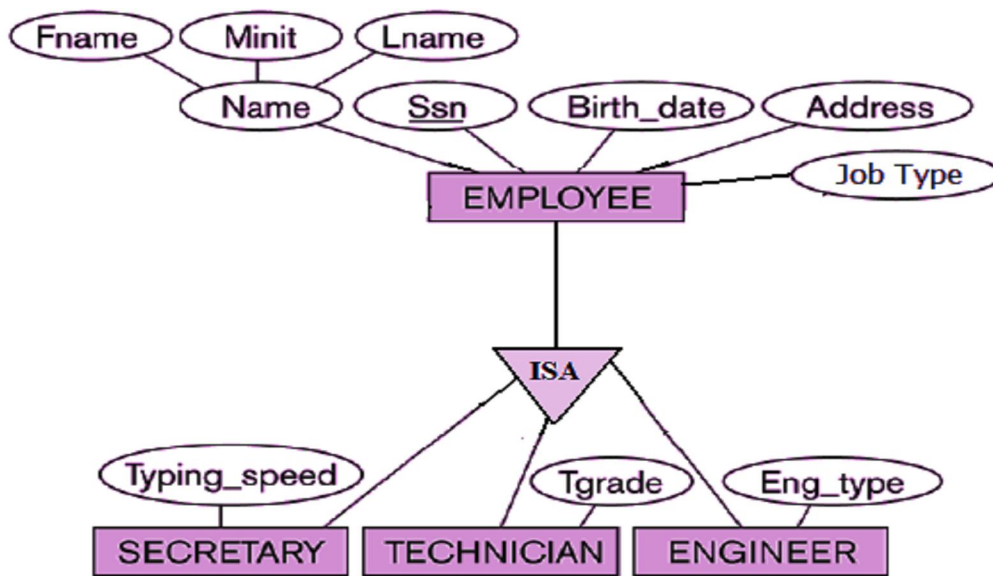 Fname Minit Lname
Name Ssn Birth_date Address
Job Type
EMPLOYEE
ISA
Typing_speed Tgrade Eng_type
SECRETARY TECHNICIAN ENGINEER